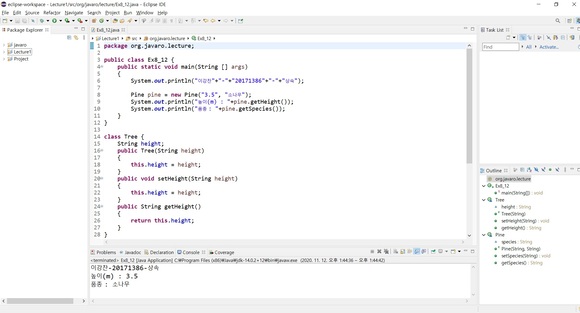 eclipse-workspace - Lecture1/src/org/javaro/lecture/Ex8_12.java - Eclipse IDE
File Edit Source Refactor Navigate Search Project Run Window Help
Package Explorer
javaro
Lecture1
Project
Ex8_12.java
Lecture1 src org.javaro.lecture Ex8_12
1 package org.javaro.lecture;
2
3 public class Ex8_12 {
4 public static void main(String [] args)
5 {
6 System.out.println("이강찬"+"-"+"20171386"+"-"+"상속");
7
8 Pine pine = new Pine("3.5", "소나무");
9 System.out.println("높이(m) : "+pine.getHeight());
10 System.out.println("품종 : "+pine.getSpecies());
11 }
12 }
13
14 class Tree {
15 String height;
16 public Tree(String height)
17 {
18 this.height = height;
19 }
20 public void setHeight(String height)
21 {
22 this.height = height;
23 }
24 public String getHeight()
25 {
26 return this.height;
27 }
28 }
Problems Javadoc Declaration Console Coverage
<terminated> Ex8_12 [Java Application] C:\Program Files (x86)\Java\jdk-14.0.2+12\bin\javaw.exe (2020. 11. 12. 오후 1:44:36 – 오후 1:44:42)
이강찬-20171386-상속
높이(m) : 3.5
품종 : 소나무
Task List
Find
All
Activate...
Outline
org.javaro.lecture
Ex8_12
main(String[]) : void
Tree
height : String
Tree(String)
setHeight(String) : void
getHeight() : String
Pine
species : String
Pine(String, String)
setSpecies(String) : void
getSpecies() : String